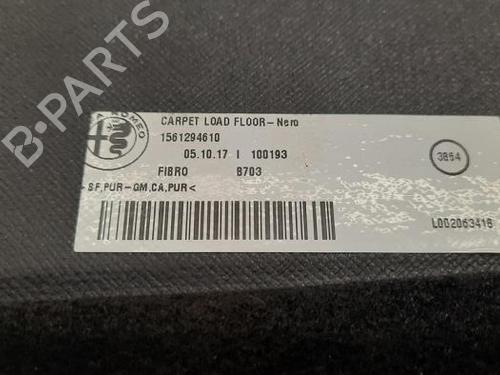 CARPET LOAD FLOOR-Nero
1561294610
05.10.17 | 100193
FIBRO 8703
3854
-SF,PUR-GM,CA,PUR<
L002063416
ROMEO
B-PARTS